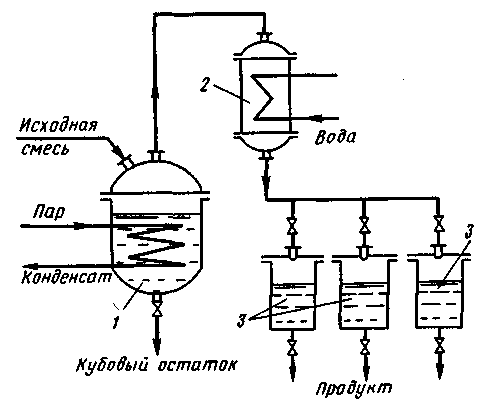 2
Исходная
смесь
Вода
Пар
Конденсат
1
3
3
Кубовый остаток
Продукт